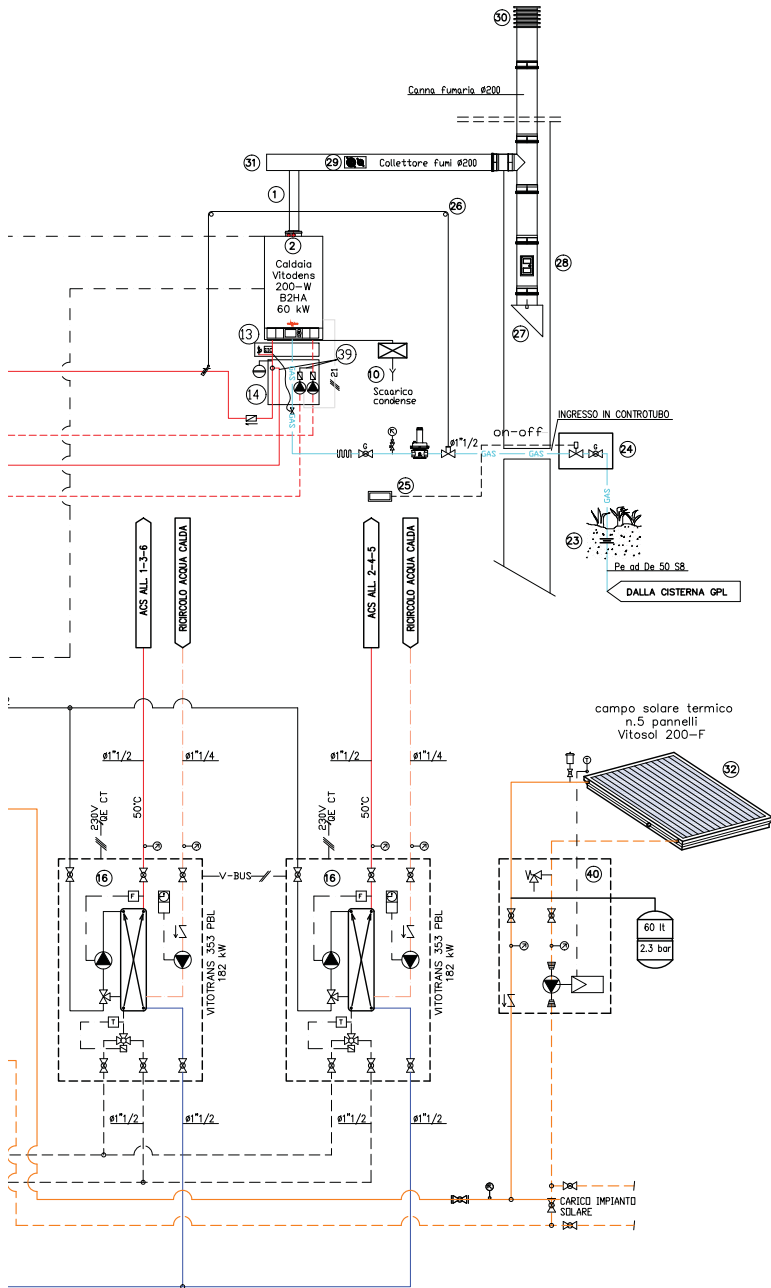 30
Canna fumaria Ø200
31
29
Collettore fumi Ø200
1
26
2
Caldaia
Vitodens
200-W
B2HA
60 kW
28
27
13
39
14
21
10
Scaarico
condense
GAS
GAS
INGRESSO IN CONTROTUBO
on-off
Ø1"1/2
G
GAS
GAS
G
24
25
GAS
23
Pe ad De 50 S8
DALLA CISTERNA GPL
ACS ALL 1-3-6
RICIRCOLO ACQUA CALDA
ACS ALL 2-4-5
RICIRCOLO ACQUA CALDA
campo solare termico
n.5 pannelli
Vitosol 200-F
Ø1"1/2
Ø1"1/4
Ø1"1/2
Ø1"1/4
T
32
230V
QE CT
50°C
230V
QE CT
50°C
16
V-BUS
16
40
F
F
VITOTRANS 353 PBL
182 kW
VITOTRANS 353 PBL
182 kW
60 lt
2.3 bar
T
T
Ø1"1/2
Ø1"1/2
Ø1"1/2
Ø1"1/2
CARICO IMPIANTO
SOLARE